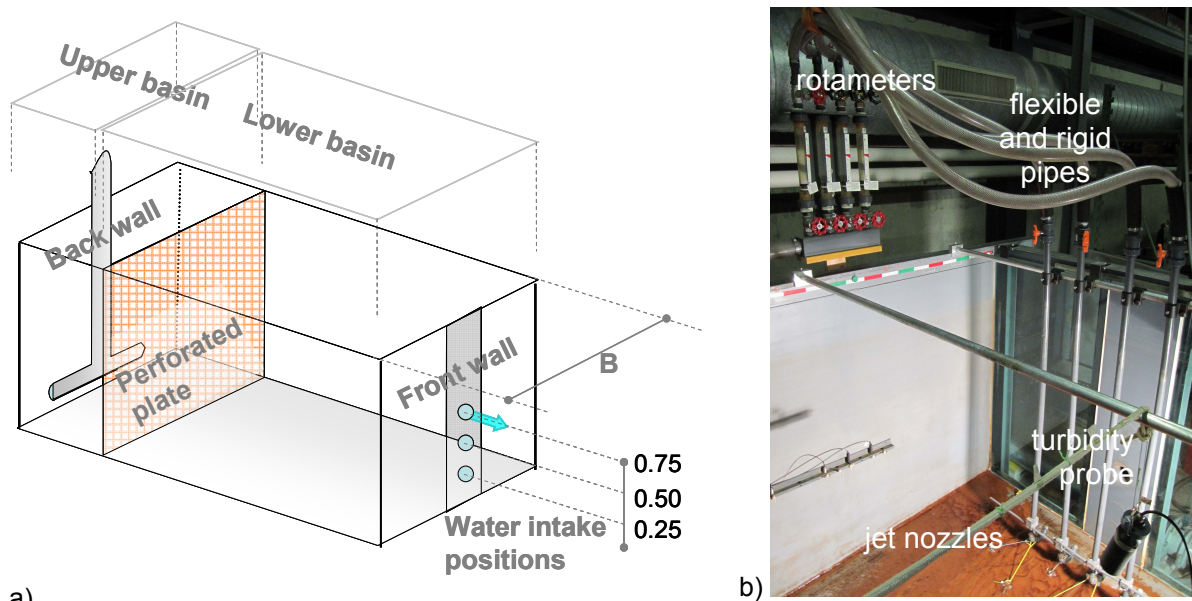 Upper basin
Lower basin
Back wall
Perforated
plate
Front wall
B
0.75
0.50
0.25
Water intake
positions
a)
rotameters
flexible
and rigid
pipes
turbidity
probe
jet nozzles
b)